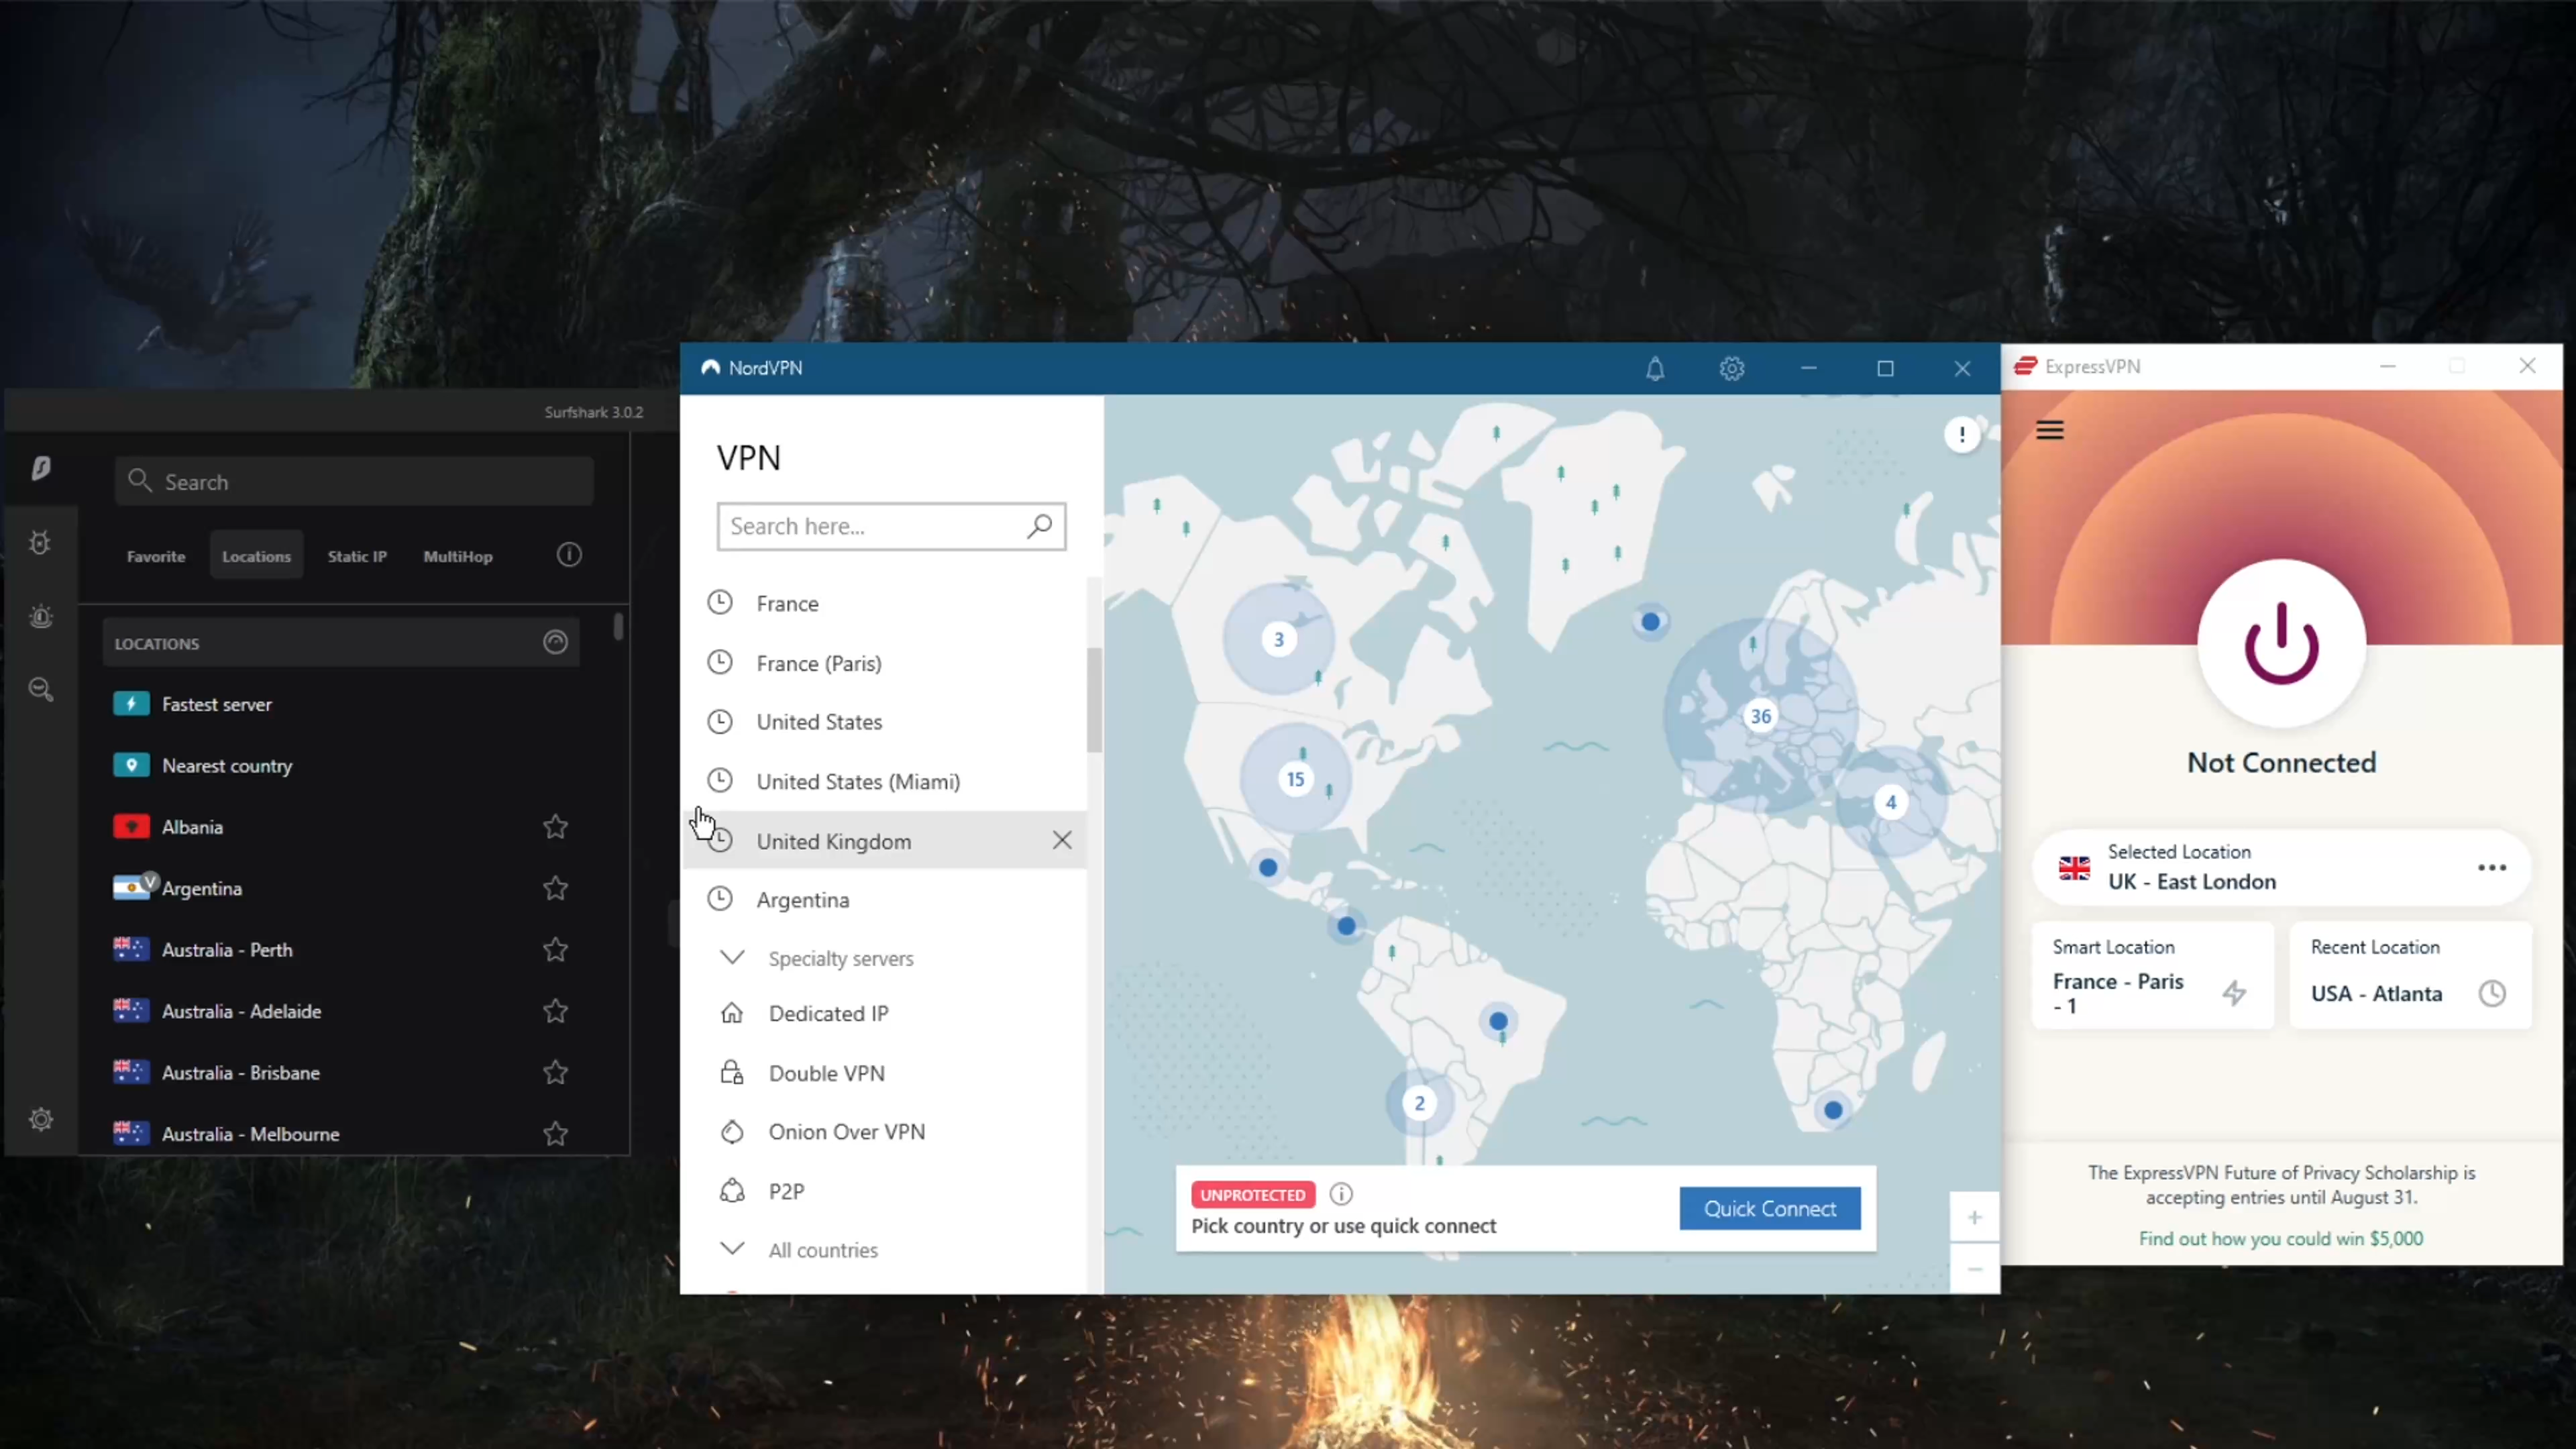 Surfshark 3.0.2
Search
Favorite
Locations
Static IP
MultiHop
LOCATIONS
Fastest server
Nearest country
Albania
V
Argentina
Australia - Perth
Australia - Adelaide
Australia - Brisbane
Australia - Melbourne
NordVPN
VPN
Search here...
France
France (Paris)
United States
United States (Miami)
United Kingdom
Argentina
Specialty servers
Dedicated IP
Double VPN
Onion Over VPN
P2P
All countries
!
3
36
15
4
2
UNPROTECTED
Pick country or use quick connect
Quick Connect
ExpressVPN
Not Connected
Selected Location
UK - East London
Smart Location
France - Paris
- 1
Recent Location
USA - Atlanta
The ExpressVPN Future of Privacy Scholarship is
accepting entries until August 31.
Find out how you could win $5,000